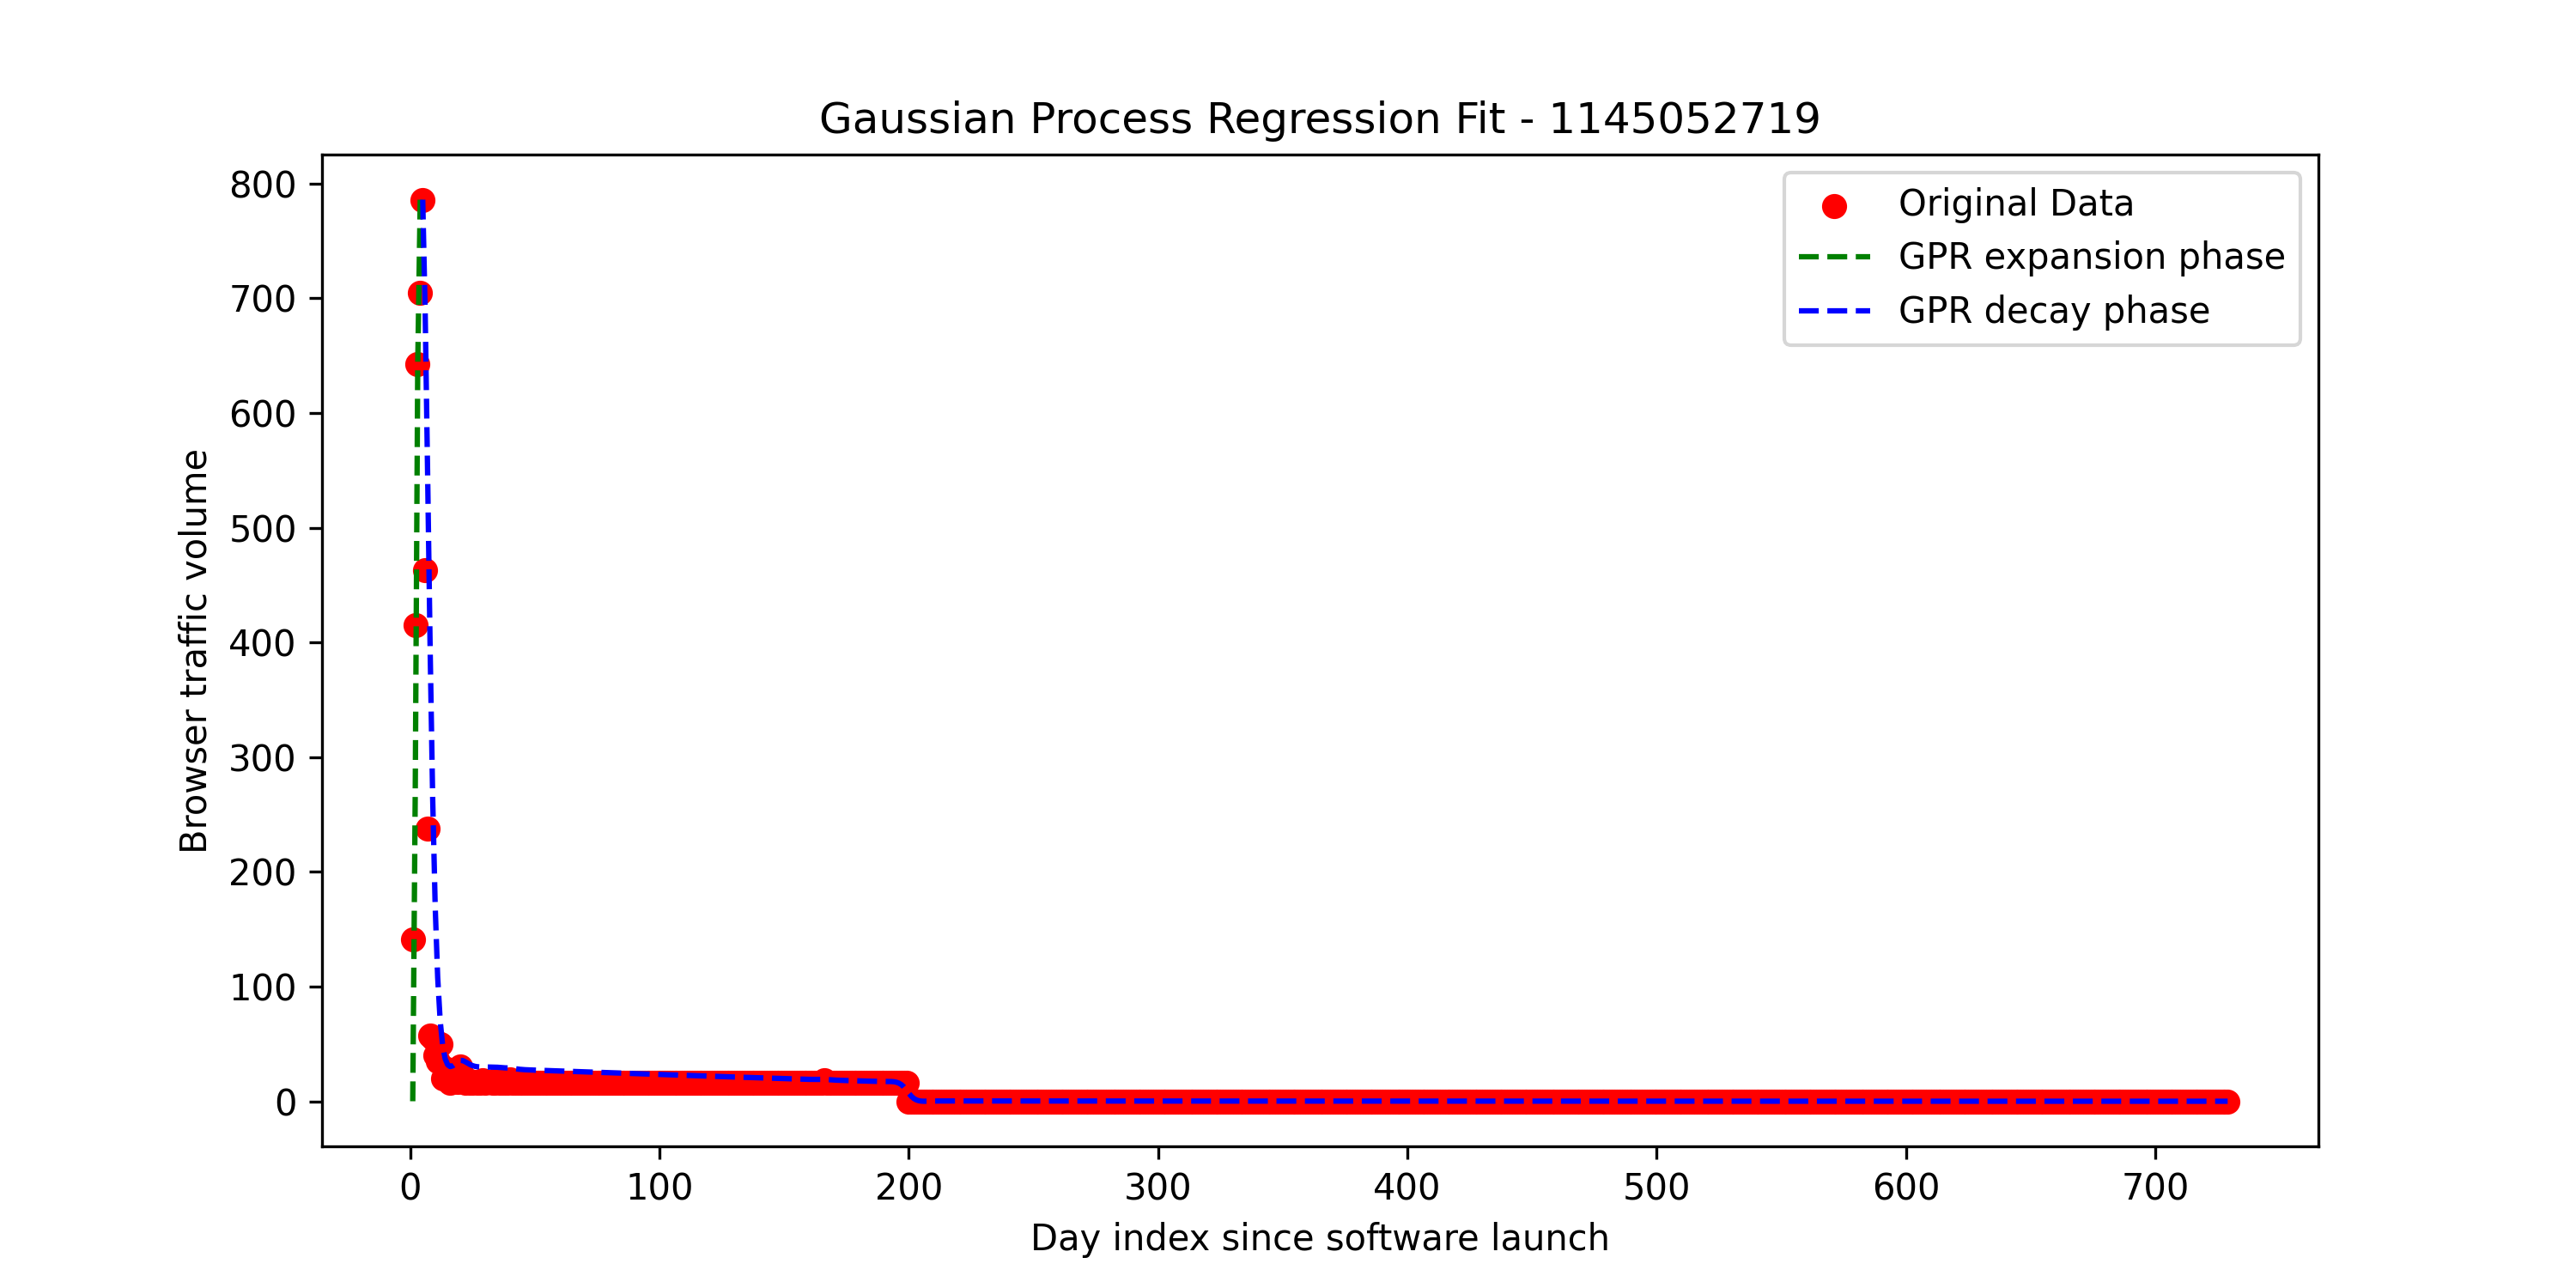 Gaussian Process Regression Fit - 1145052719
Original Data
GPR expansion phase
GPR decay phase
Browser traffic volume
800
700
600
500
400
300
200
100
0
0 100 200 300 400 500 600 700
Day index since software launch